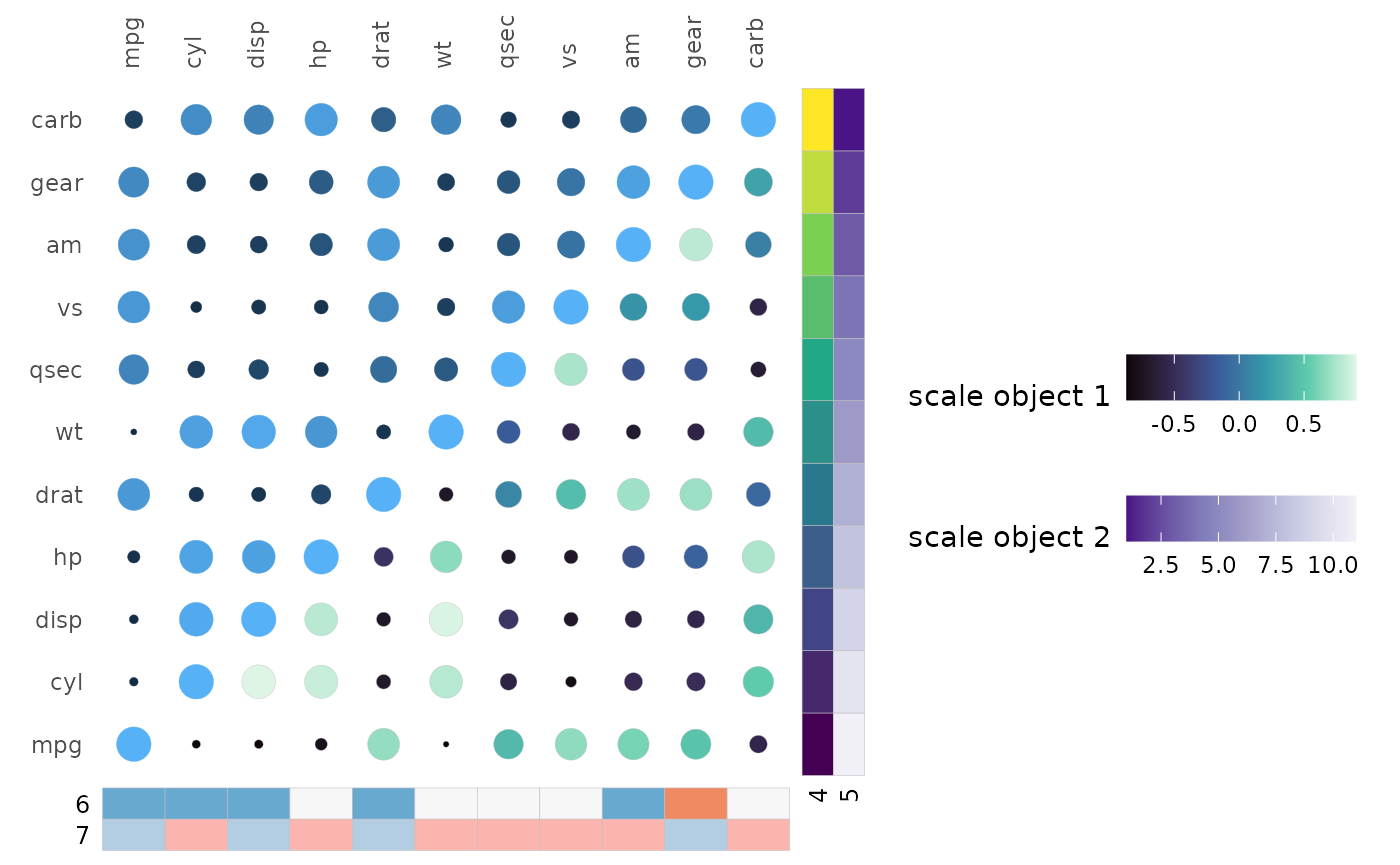 mpg cyl disp hp drat wt qsec vs am gear carb
carb
gear
am
vs
qsec
wt
drat
hp
disp
cyl
mpg
6
7
4 5
scale object 1
-0.5 0.0 0.5
scale object 2
2.5 5.0 7.5 10.0